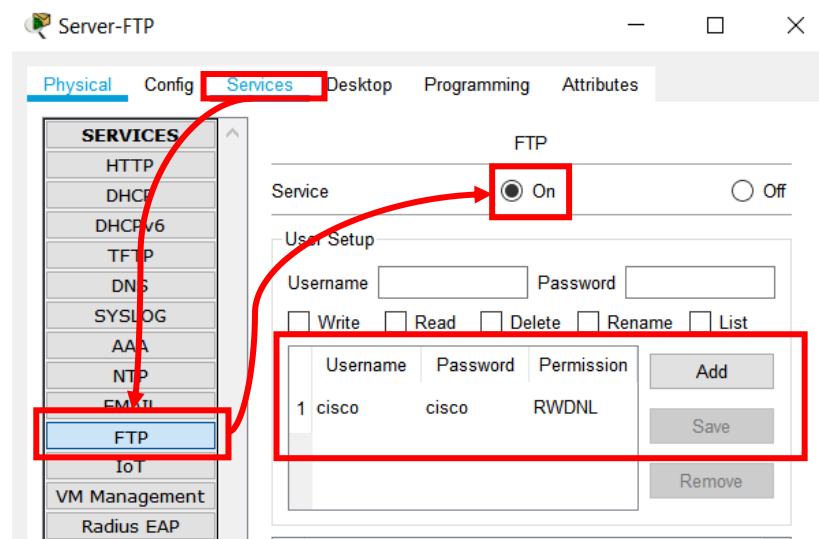 Server-FTP
Physical Config Services Desktop Programming Attributes
SERVICES
HTTP
DHCP
DHCPv6
TFTP
DNS
SYSLOG
AAA
NTP
EMAIL
FTP
IoT
VM Management
Radius EAP
FTP
Service On Off
User Setup
Username Password
Write Read Delete Rename List
Username Password Permission
1 cisco cisco RWDNL
Add
Save
Remove